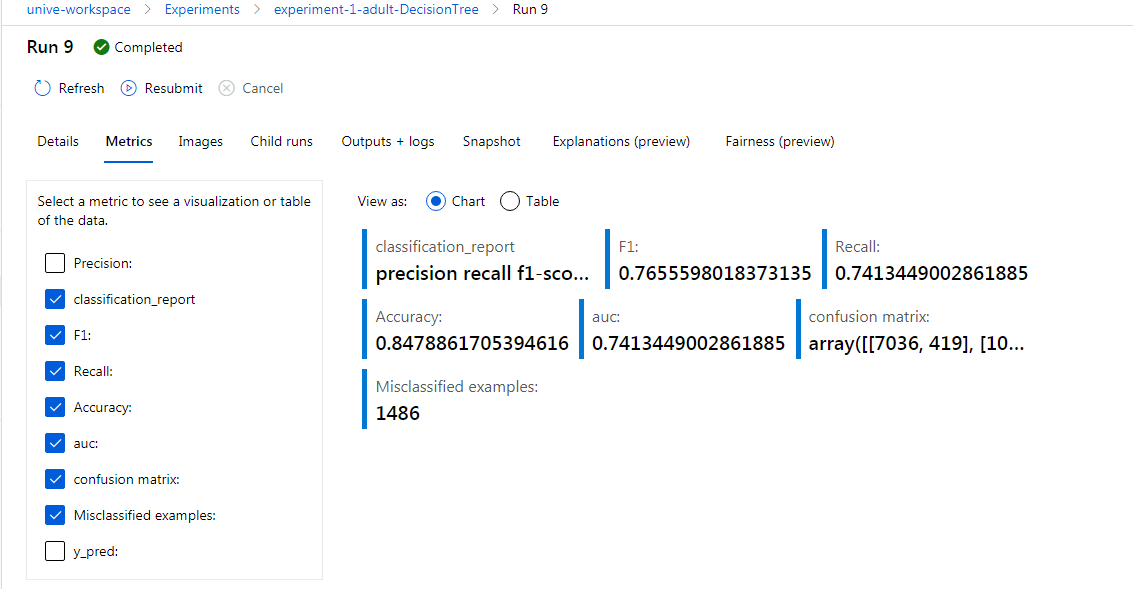 unive-workspace > Experiments > experiment-1-adult-DecisionTree > Run 9
Run 9 Completed
Refresh Resubmit Cancel
Details Metrics Images Child runs Outputs + logs Snapshot Explanations (preview) Fairness (preview)
Select a metric to see a visualization or table
of the data.
Precision:
classification_report
F1:
Recall:
Accuracy:
auc:
confusion matrix:
Misclassified examples:
y_pred:
View as: Chart Table
classification_report F1: Recall:
precision recall f1-sco... 0.7655598018373135 0.7413449002861885
Accuracy: auc: confusion matrix:
0.8478861705394616 0.7413449002861885 array([[7036, 419], [10...
Misclassified examples:
1486